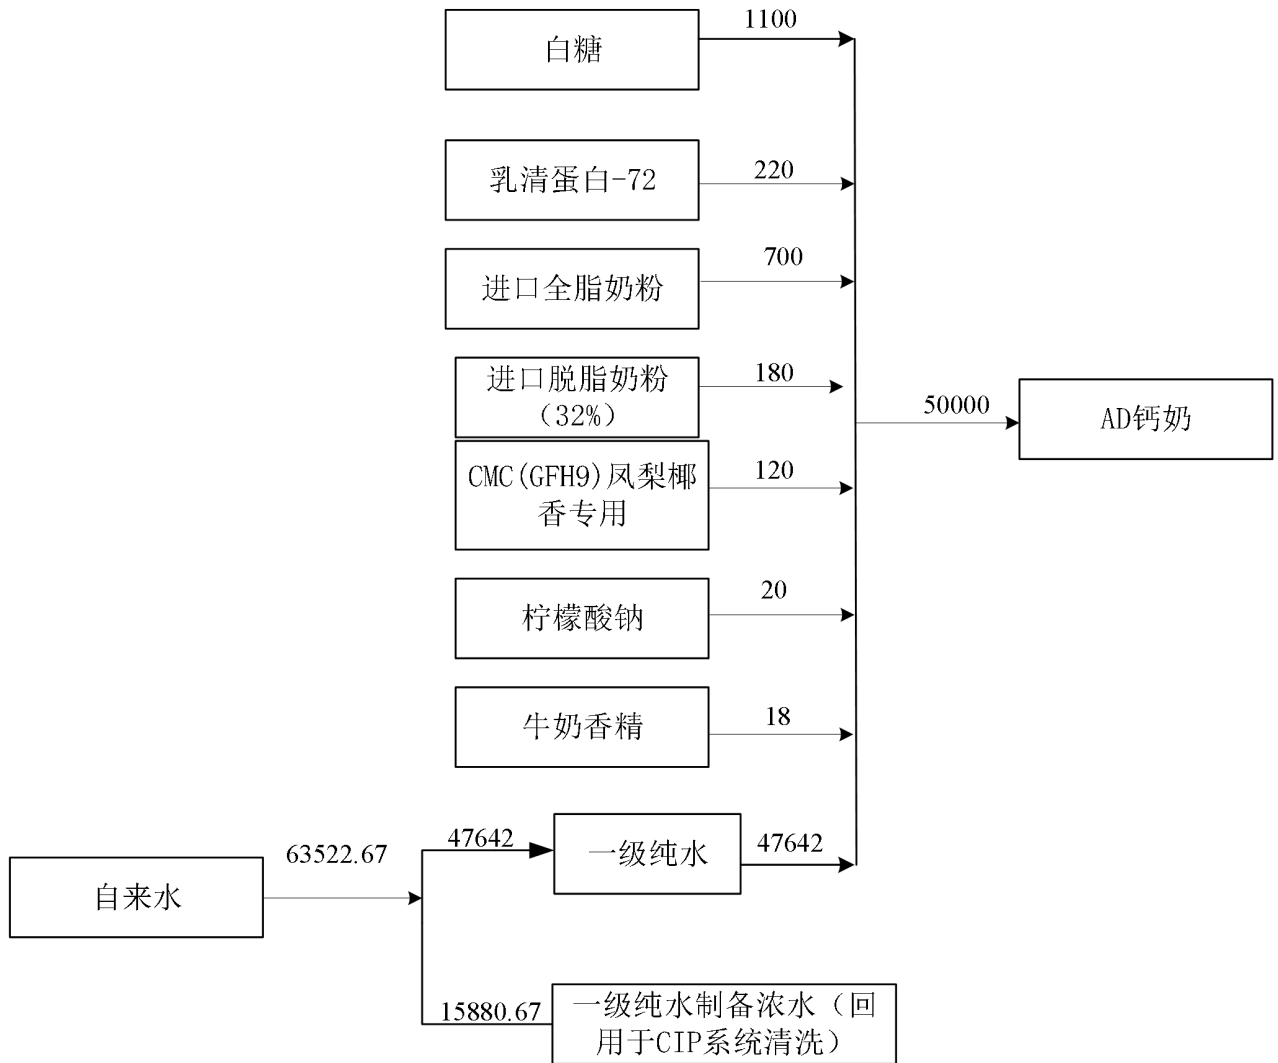 1100
白糖
220
乳清蛋白-72
700
进口全脂奶粉
180
进口脱脂奶粉
（32%）
50000
AD钙奶
120
CMC(GFH9)凤梨椰
香专用
20
柠檬酸钠
18
牛奶香精
47642
一级纯水
47642
63522.67
自来水
15880.67
一级纯水制备浓水（回
用于CIP系统清洗）